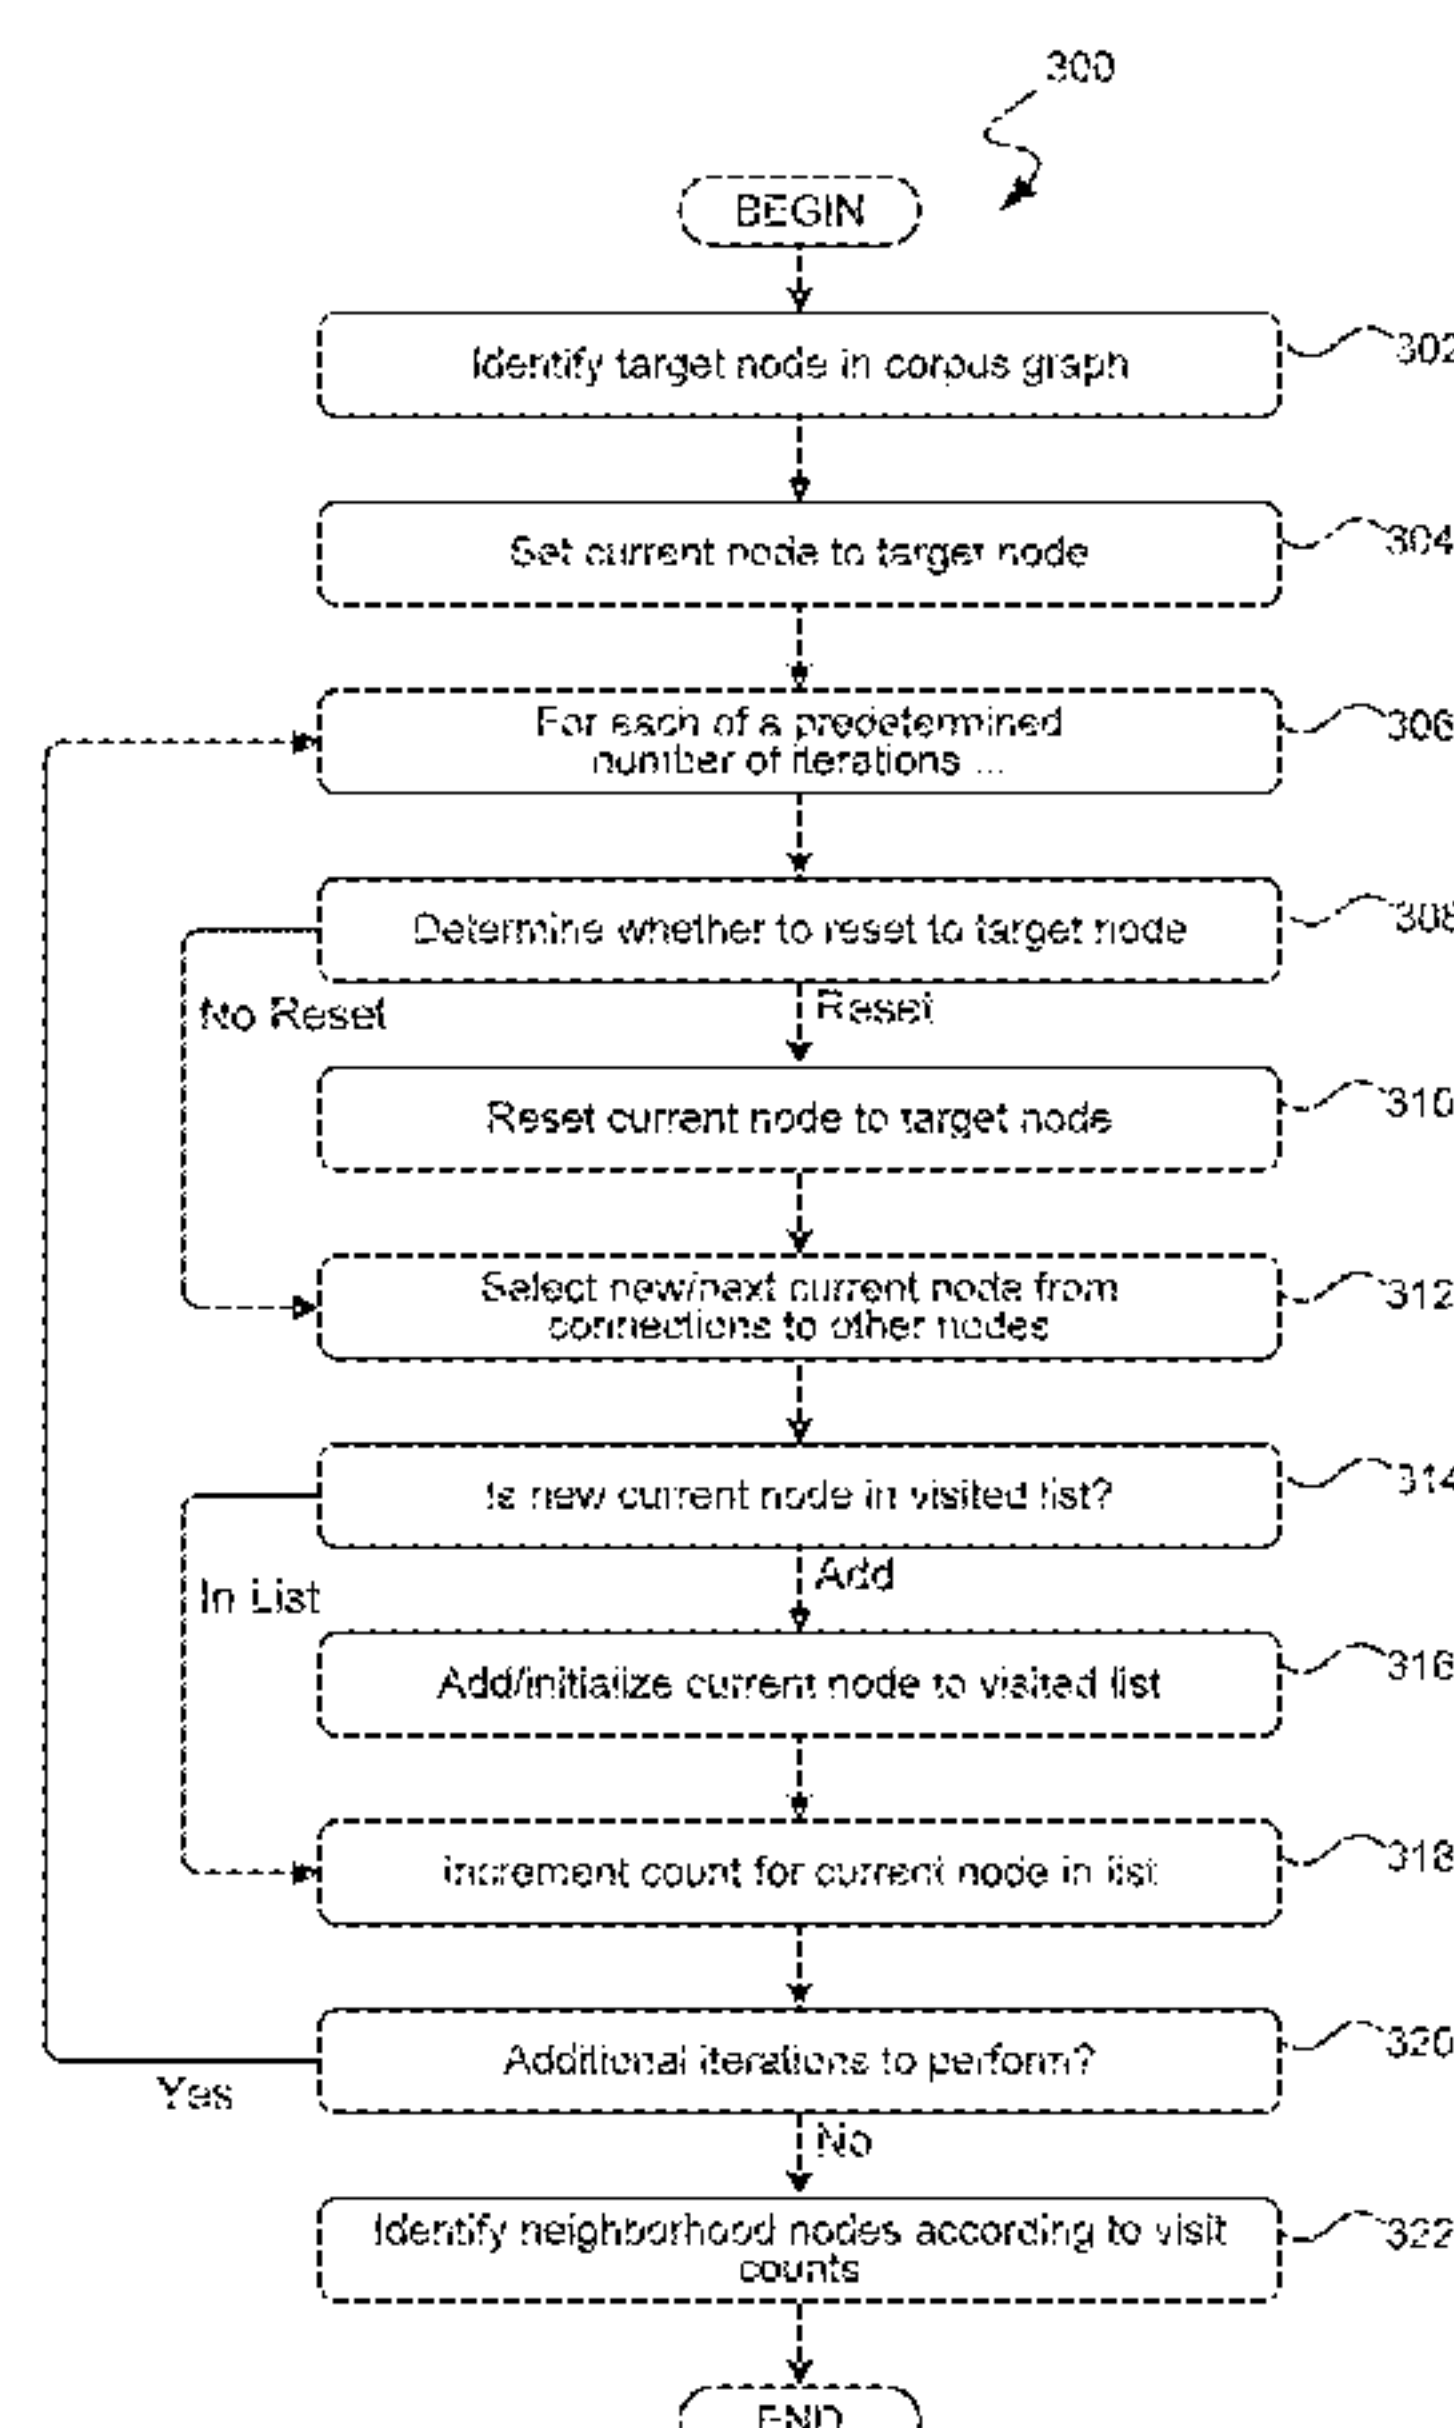 300
BEGIN
Identify target node in corpus graph
302
Set current node to target node
304
For each of a predetermined
number of iterations ...
306
Determine whether to reset to target node
308
No Reset
Reset
Reset current node to target node
310
Select new/next current node from
connections to other nodes
312
Is new current node in visited list?
314
In List
Add
Add/initialize current node to visited list
316
Increment count for current node in list
318
Additional iterations to perform?
320
Yes
No
Identify neighborhood nodes according to visit
counts
322
END